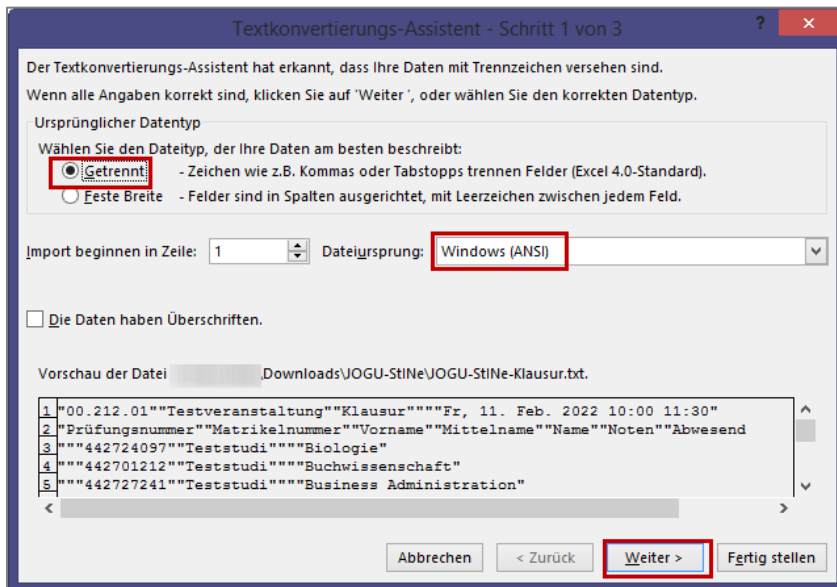 Textkonvertierungs-Assistent - Schritt 1 von 3 ?
Der Textkonvertierungs-Assistent hat erkannt, dass Ihre Daten mit Trennzeichen versehen sind.
Wenn alle Angaben korrekt sind, klicken Sie auf 'Weiter ', oder wählen Sie den korrekten Datentyp.
Ursprünglicher Datentyp
Wählen Sie den Dateityp, der Ihre Daten am besten beschreibt:
Getrennt - Zeichen wie z.B. Kommas oder Tabstopps trennen Felder (Excel 4.0-Standard).
Feste Breite - Felder sind in Spalten ausgerichtet, mit Leerzeichen zwischen jedem Feld.
Import beginnen in Zeile: 1 Dateiursprung: Windows (ANSI)
Die Daten haben Überschriften.
Vorschau der Datei Downloads\JOGU-StINe\JOGU-StINe-Klausur.txt.
1 "00.212.01""Testveranstaltung""Klausur""""Fr, 11. Feb. 2022 10:00 11:30"
2 "Prüfungsnummer""Matrikelnummer""Vorname""Mittelname""Name""Noten""Abwesend
3 """442724097""Teststudi""""Biologie"
4 """442701212""Teststudi""""Buchwissenschaft"
5 """442727241""Teststudi""""Business Administration"
Abbrechen < Zurück Weiter > Fertig stellen